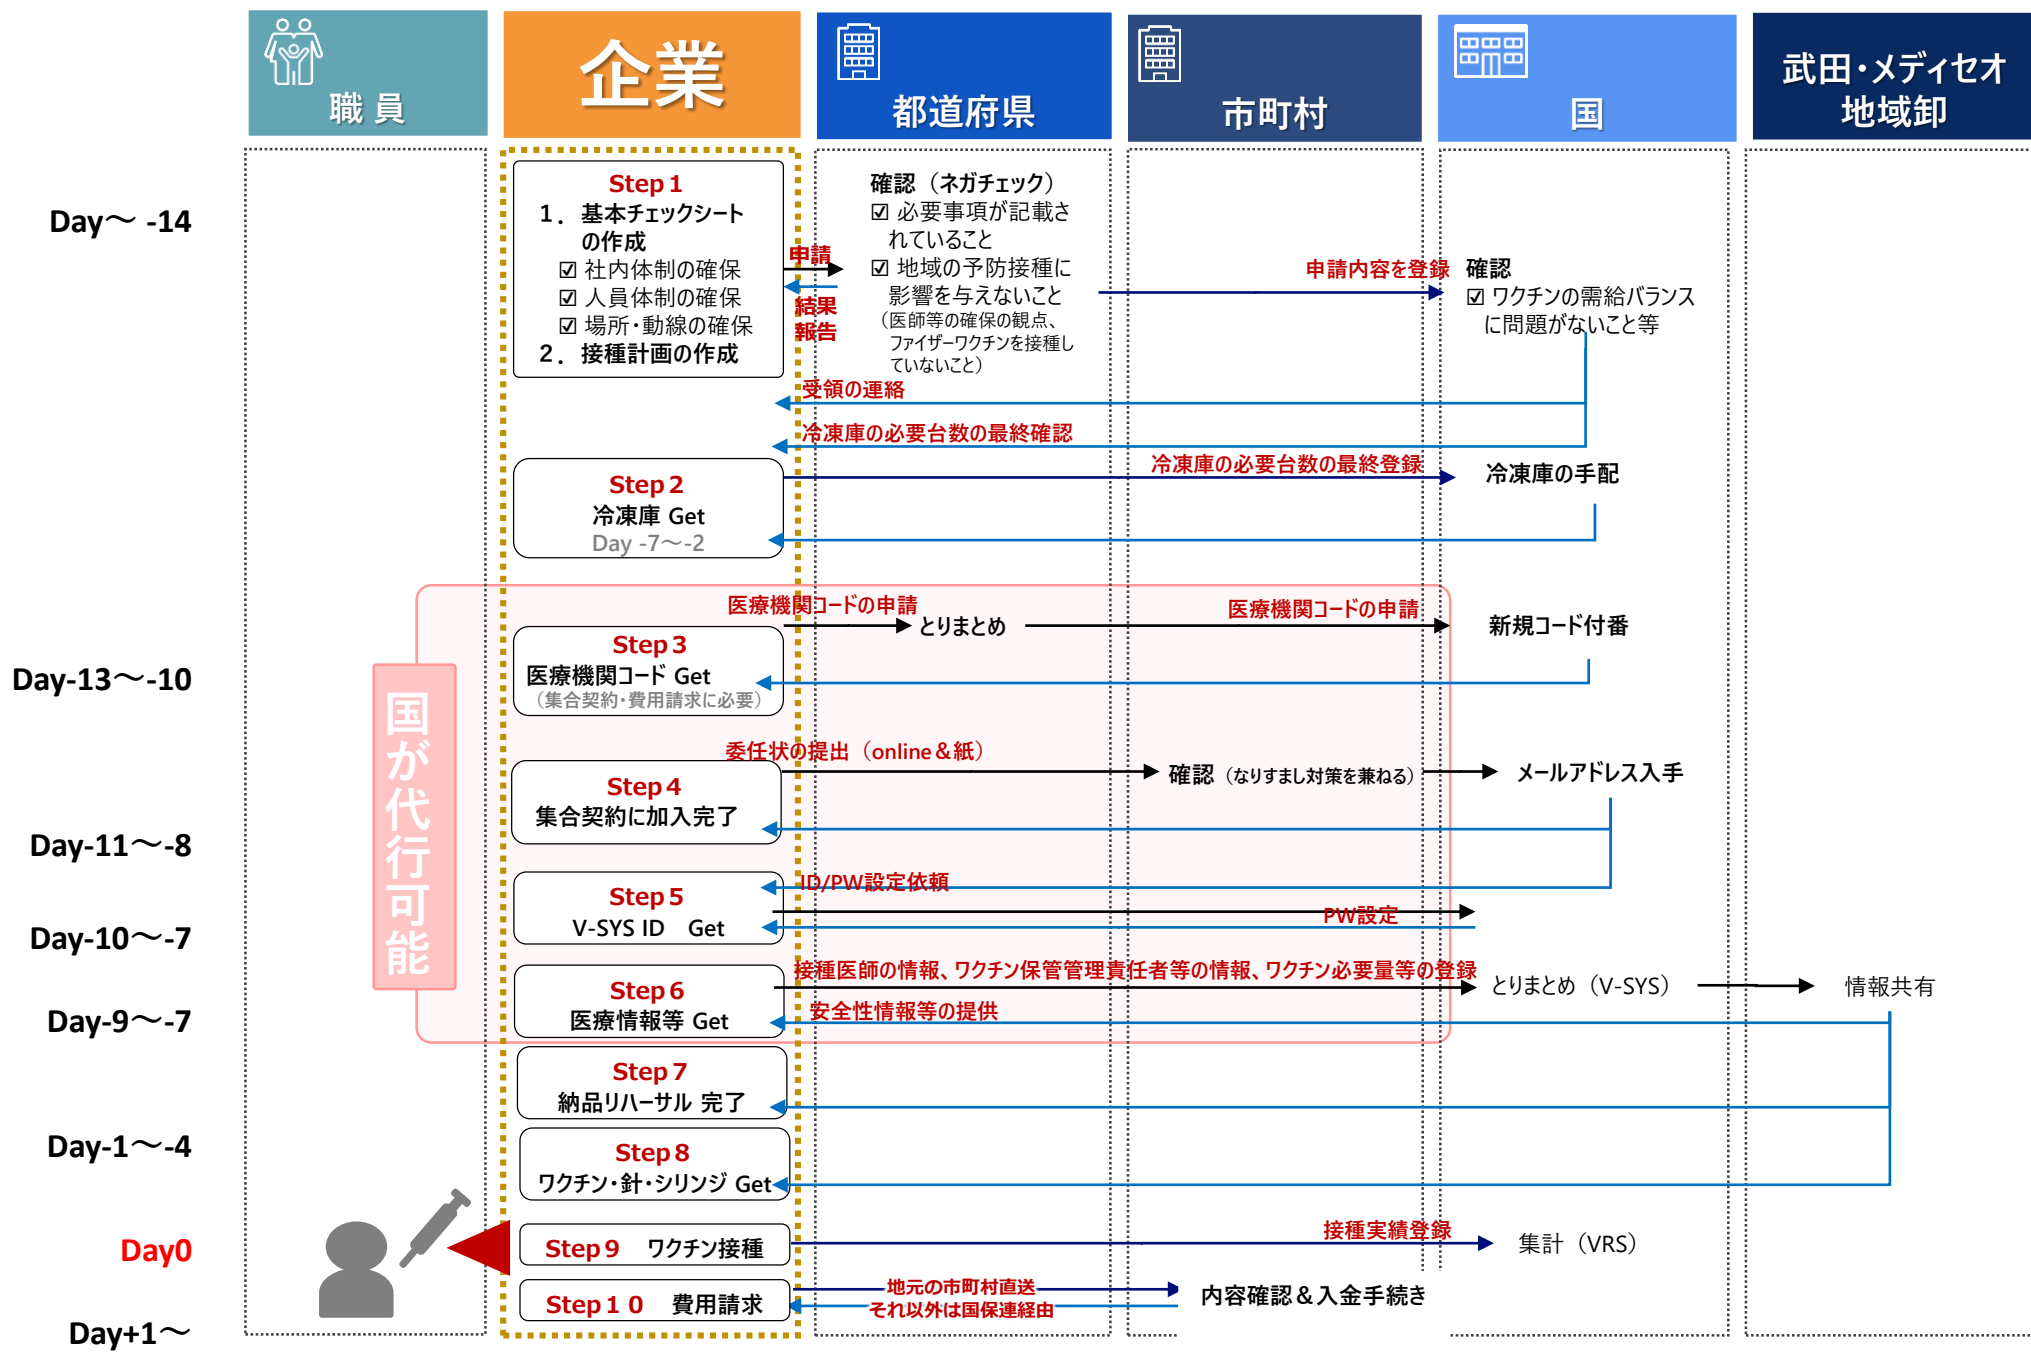 職 員
企業
都道府県
市町村
国
武田・メディセオ
地域卸
Day～ -14
Step１
１．基本チェックシート
の作成
☑ 社内体制の確保
☑ 人員体制の確保
☑ 場所・動線の確保
２．接種計画の作成
申請
結果
報告
確認（ネガチェック）
☑ 必要事項が記載さ
れていること
☑ 地域の予防接種に
影響を与えないこと
（医師等の確保の観点、
ファイザーワクチンを接種し
ていないこと）
申請内容を登録
確認
☑ ワクチンの需給バランス
に問題がないこと等
受領の連絡
冷凍庫の必要台数の最終確認
Step２
冷凍庫 Get
Day -7～-2
冷凍庫の必要台数の最終登録
冷凍庫の手配
国が代行可能
Day-13～-10
医療機関コードの申請
とりまとめ
医療機関コードの申請
新規コード付番
Step３
医療機関コード Get
（集合契約・費用請求に必要）
委任状の提出（online＆紙）
確認（なりすまし対策を兼ねる）
メールアドレス入手
Step４
集合契約に加入完了
Day-11～-8
ID/PW設定依頼
Step５
V-SYS ID　Get
PW設定
Day-10～-7
接種医師の情報、ワクチン保管管理責任者等の情報、ワクチン必要量等の登録
とりまとめ（V-SYS）
情報共有
Step６
医療情報等 Get
安全性情報等の提供
Day-9～-7
Step７
納品リハーサル 完了
Day-1～-4
Step８
ワクチン・針・シリンジ Get
Day0
Step９　ワクチン接種
接種実績登録
集計（VRS）
Step１０　費用請求
地元の市町村直送
それ以外は国保連経由
内容確認＆入金手続き
Day+1～